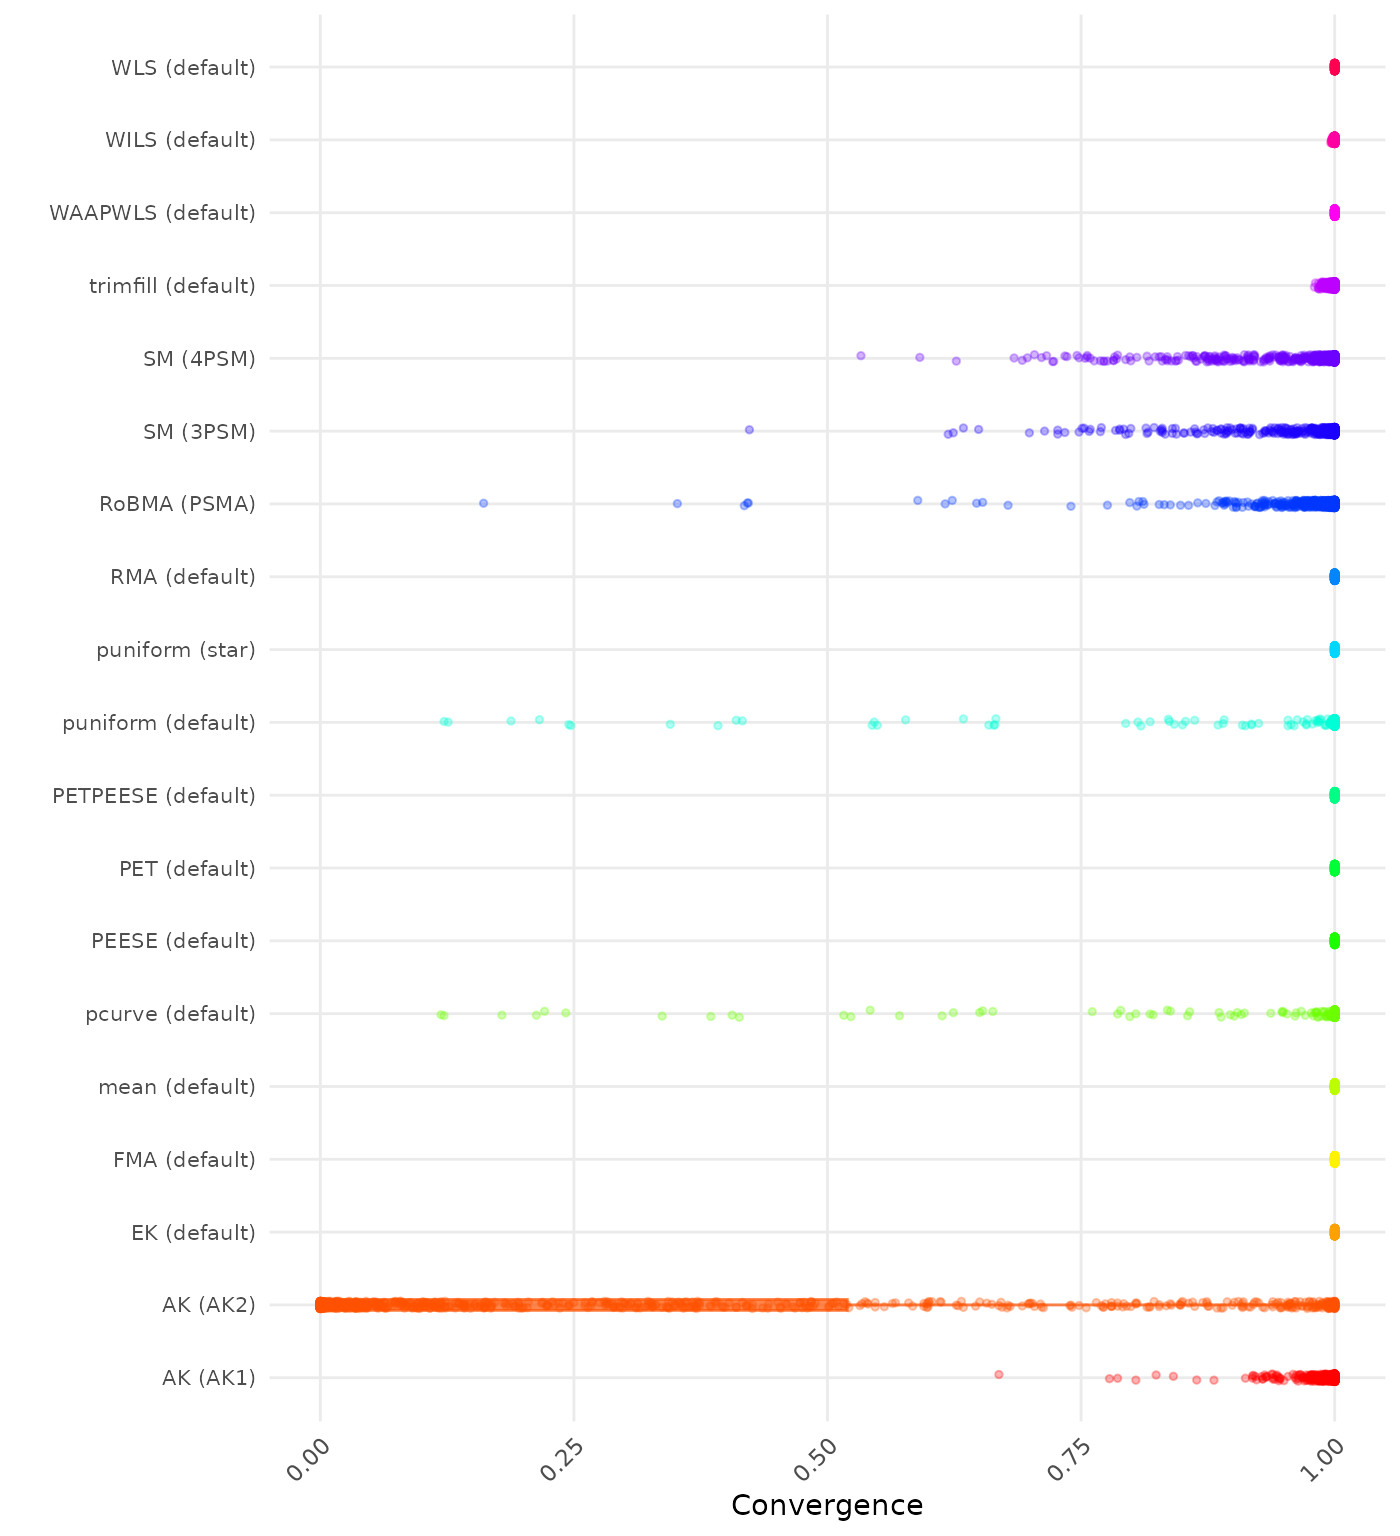 WLS (default)
WILS (default)
WAAPWLS (default)
trimfill (default)
SM (4PSM)
SM (3PSM)
RoBMA (PSMA)
RMA (default)
puniform (star)
puniform (default)
PETPEESE (default)
PET (default)
PEESE (default)
pcurve (default)
mean (default)
FMA (default)
EK (default)
AK (AK2)
AK (AK1)
0.00
0.25
0.50
0.75
1.00
Convergence